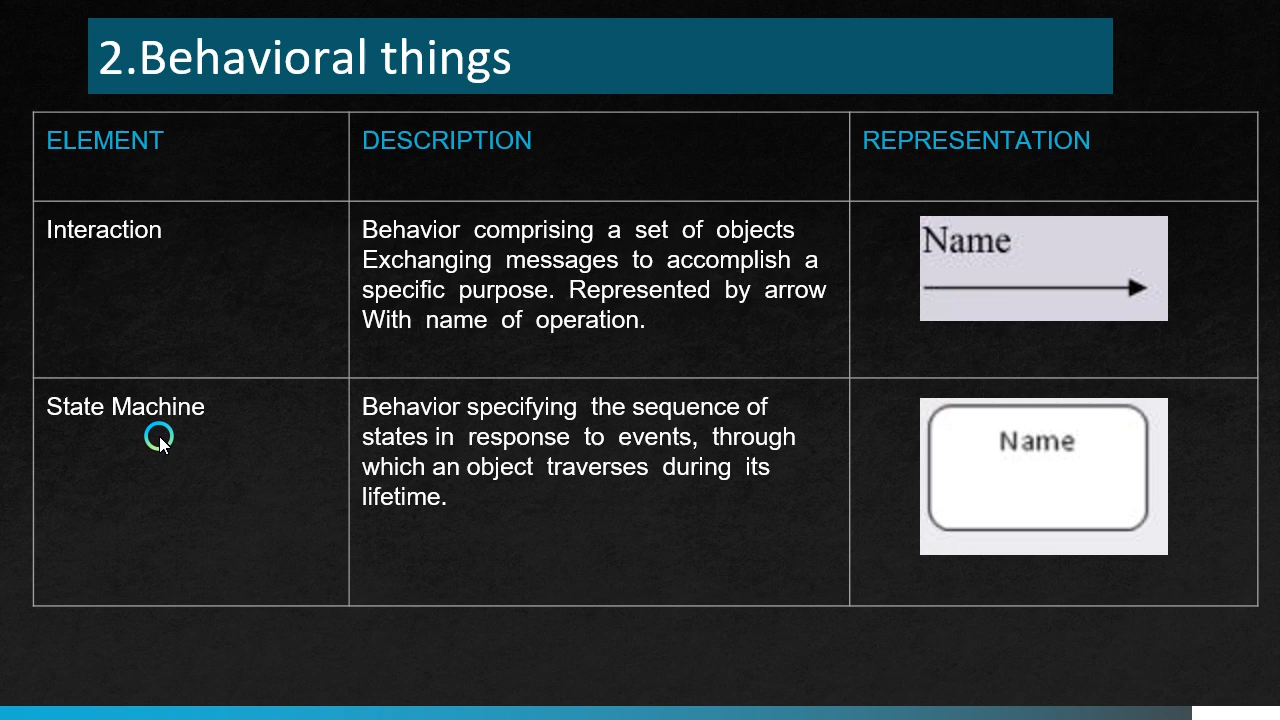 2.Behavioral things
ELEMENT
DESCRIPTION
REPRESENTATION
Interaction
Behavior comprising a set of objects
Exchanging messages to accomplish a
specific purpose. Represented by arrow
With name of operation.
Name
State Machine
Behavior specifying the sequence of
states in response to events, through
which an object traverses during its
lifetime.
Name